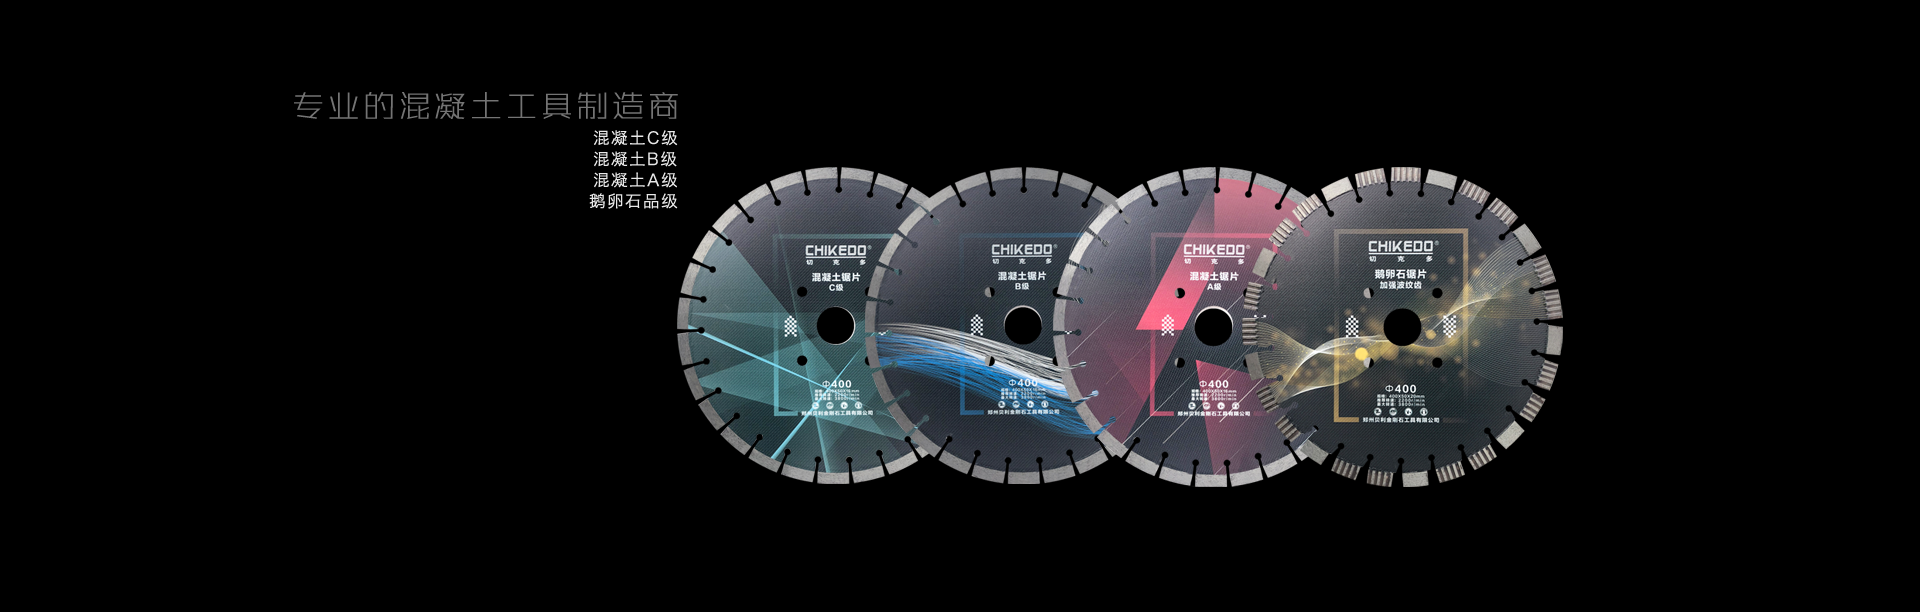 专业的混凝土工具制造商
混凝土C级
混凝土B级
混凝土A级
鹅卵石品级
CHIKEDO®
切克多
混凝土锯片
C级
Φ400
郑州贝利金刚石工具有限公司
CHIKEDO®
切克多
混凝土锯片
B级
Φ400
郑州贝利金刚石工具有限公司
CHIKEDO®
切克多
混凝土锯片
A级
Φ400
郑州贝利金刚石工具有限公司
CHIKEDO®
切克多
鹅卵石锯片
加强波纹齿
Φ400
郑州贝利金刚石工具有限公司